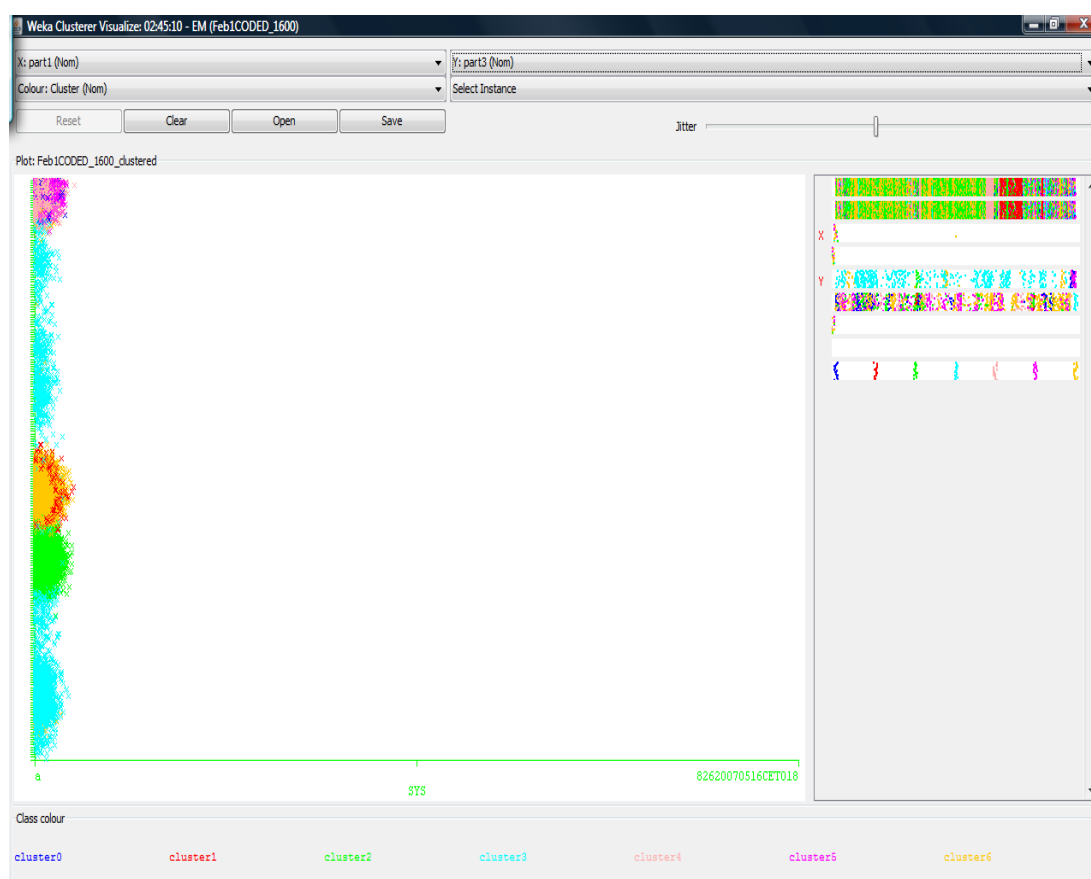 Weka Clusterer Visualize: 02:45:10 - EM (Feb1CODED_1600)
X: part1 (Nom)
Y: part3 (Nom)
Colour: Cluster (Nom)
Select Instance
Reset
Clear
Open
Save
Jitter
Plot: Feb1CODED_1600_clustered
X
Y
a
SYS
82620070516CET018
Class colour
cluster0
cluster1
cluster2
cluster3
cluster4
cluster5
cluster6